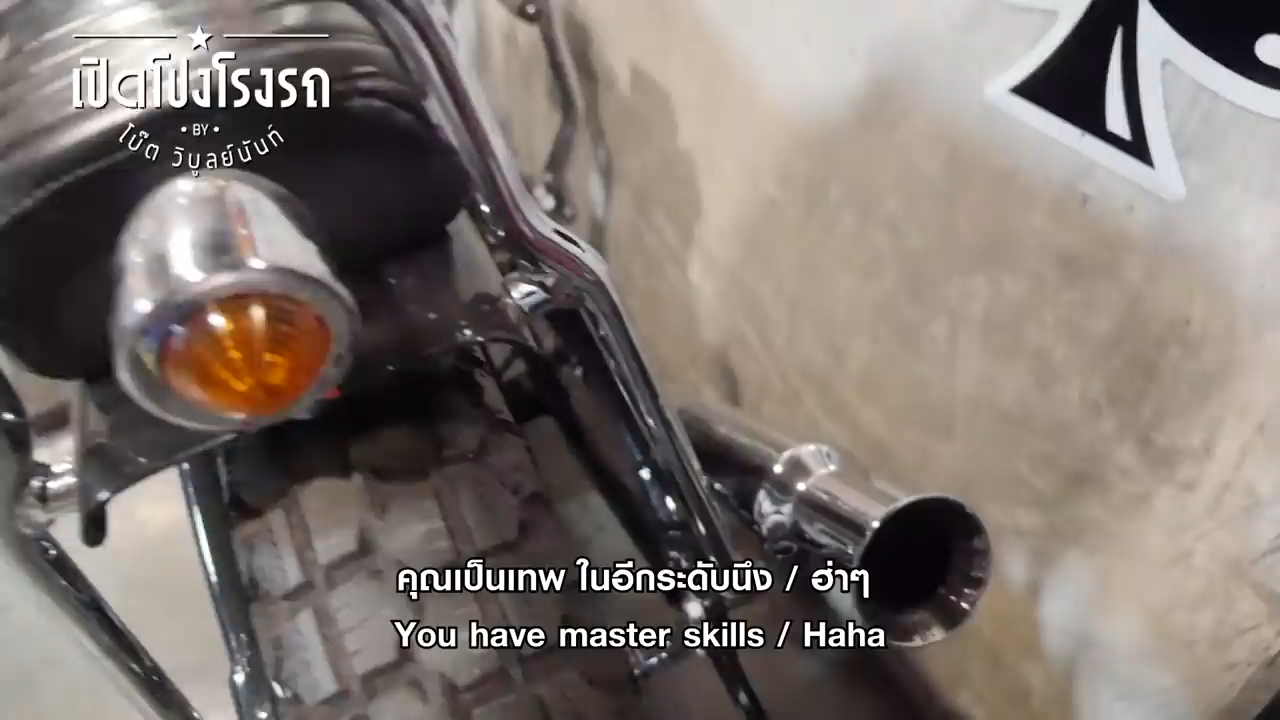 เปิดโปงโรงรถ
• BY •
โบ๊ต วิบูลย์นันท์
คุณเป็นเทพ ในอีกระดับนึง / ฮ่าๆ
You have master skills / Haha